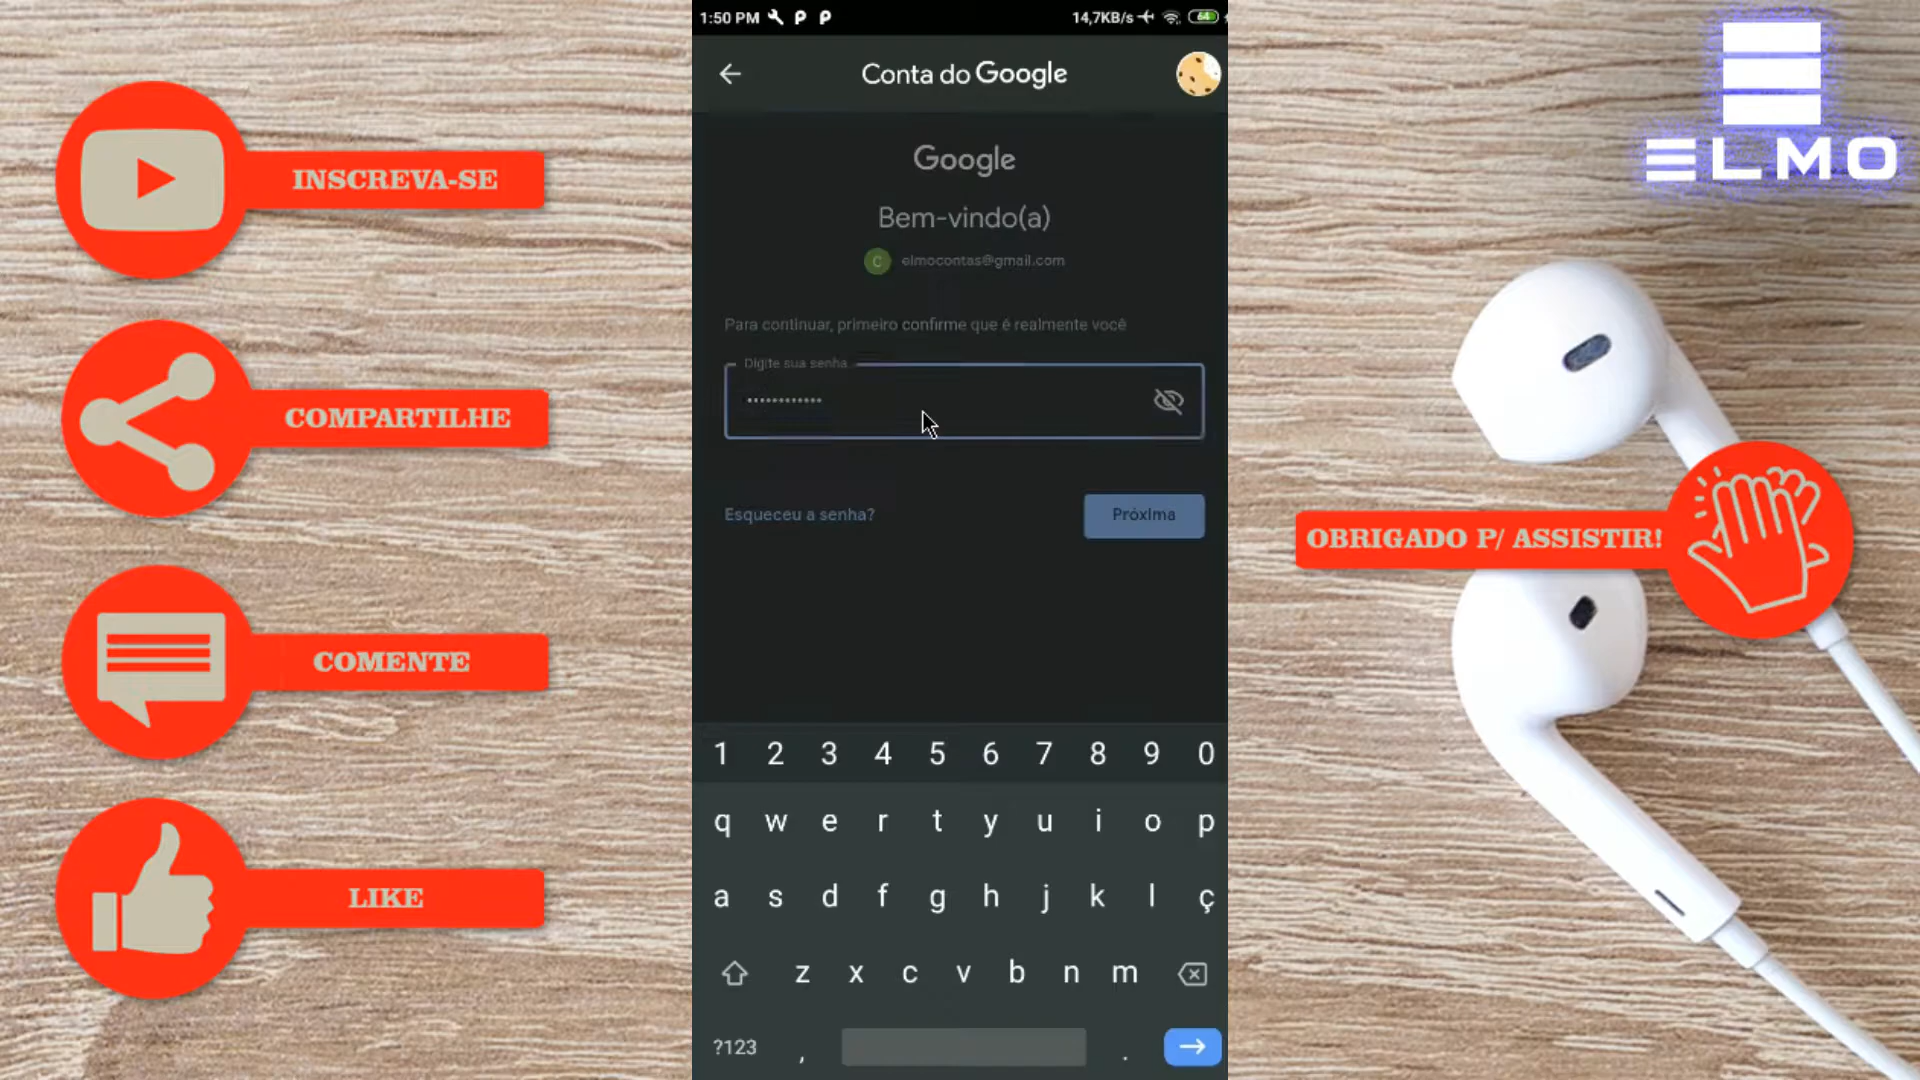 INSCREVA-SE
COMPARTILHE
COMENTE
LIKE
1:50 PM
14,7KB/s
64
Conta do Google
Google
Bem-vindo(a)
C elmocontas@gmail.com
Para continuar, primeiro confirme que é realmente você
Digite sua senha
••••••••••••
Esqueceu a senha?
Próxima
1 2 3 4 5 6 7 8 9 0
q w e r t y u i o p
a s d f g h j k l ç
z x c v b n m
?123 , .
ELMO
OBRIGADO P/ ASSISTIR!